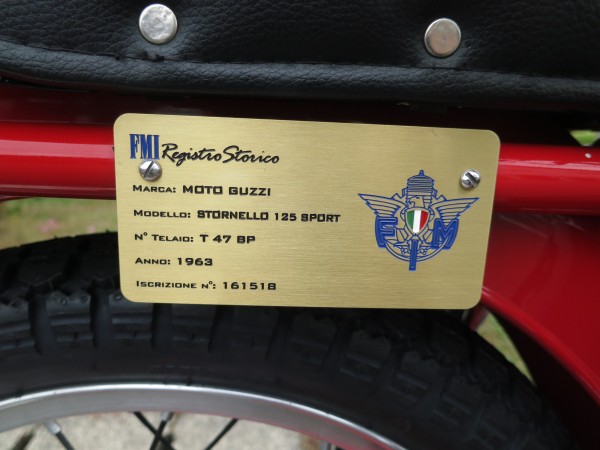 FMI Registro Storico
Marca: MOTO GUZZI
Modello: STORNELLO 125 SPORT
N° Telaio: T 47 BP
Anno: 1963
Iscrizione n°: 161518
F M I